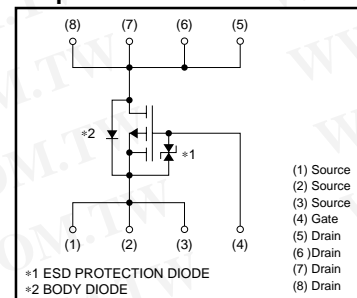 (8) (7) (6) (5)
∗2
∗1
(1) (2) (3) (4)
∗1 ESD PROTECTION DIODE
∗2 BODY DIODE
(1) Source
(2) Source
(3) Source
(4) Gate
(5) Drain
(6 )Drain
(7) Drain
(8) Drain